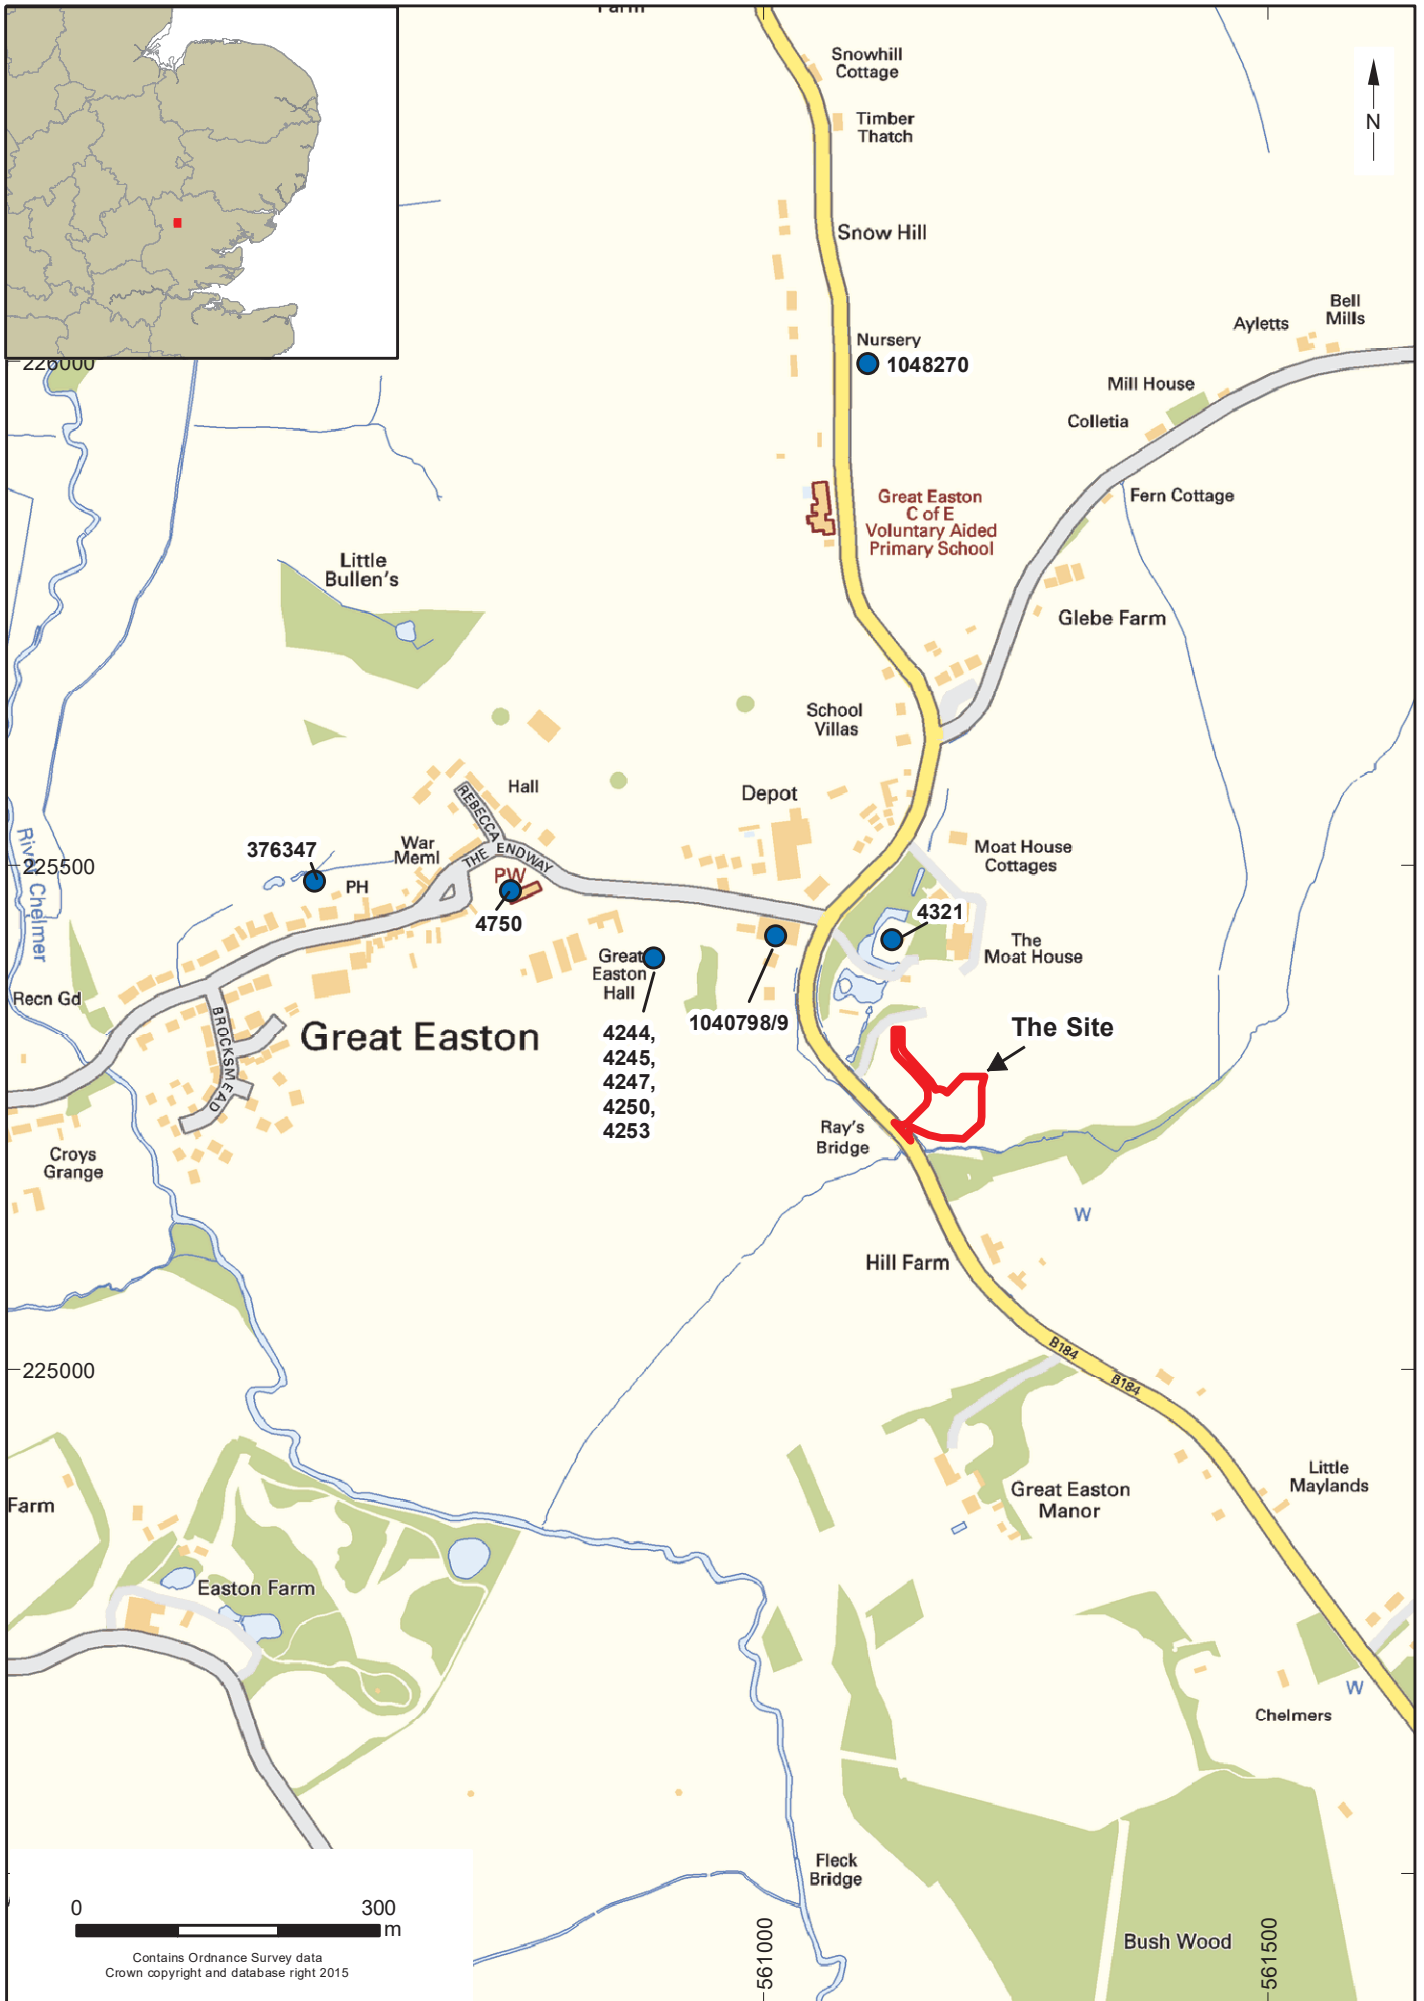 Farm
Snowhill
Cottage
N
Timber
Thatch
Snow Hill
Bell
Mills
Ayletts
Nursery
1048270
226000
Mill House
Colletia
Fern Cottage
Great Easton
C of E
Voluntary Aided
Primary School
Little
Bullen's
Glebe Farm
School
Villas
Hall
Depot
REBECCA
War
Meml
THE ENDWAY
Moat House
Cottages
376347
225500
PH
PW
4750
4321
River Chelmer
The
Moat House
Great
Easton
Hall
Recn Gd
BROCKSMEAD
Great Easton
1040798/9
The Site
4244,
4245,
4247,
4250,
4253
Ray's
Bridge
Croys
Grange
W
Hill Farm
B184
225000
B184
Little
Maylands
Great Easton
Manor
Farm
Easton Farm
W
Chelmers
Fleck
Bridge
0
300
m
Bush Wood
561000
561500
Contains Ordnance Survey data
Crown copyright and database right 2015